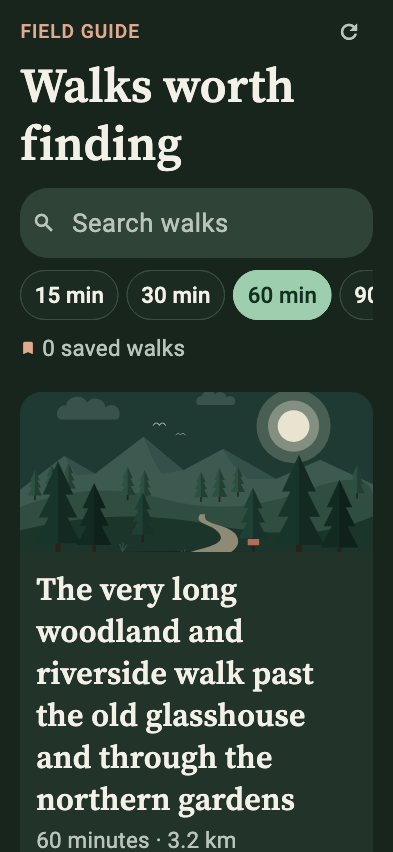 FIELD GUIDE
Walks worth
finding
Search walks
15 min
30 min
60 min
90
0 saved walks
The very long
woodland and
riverside walk past
the old glasshouse
and through the
northern gardens
60 minutes · 3.2 km